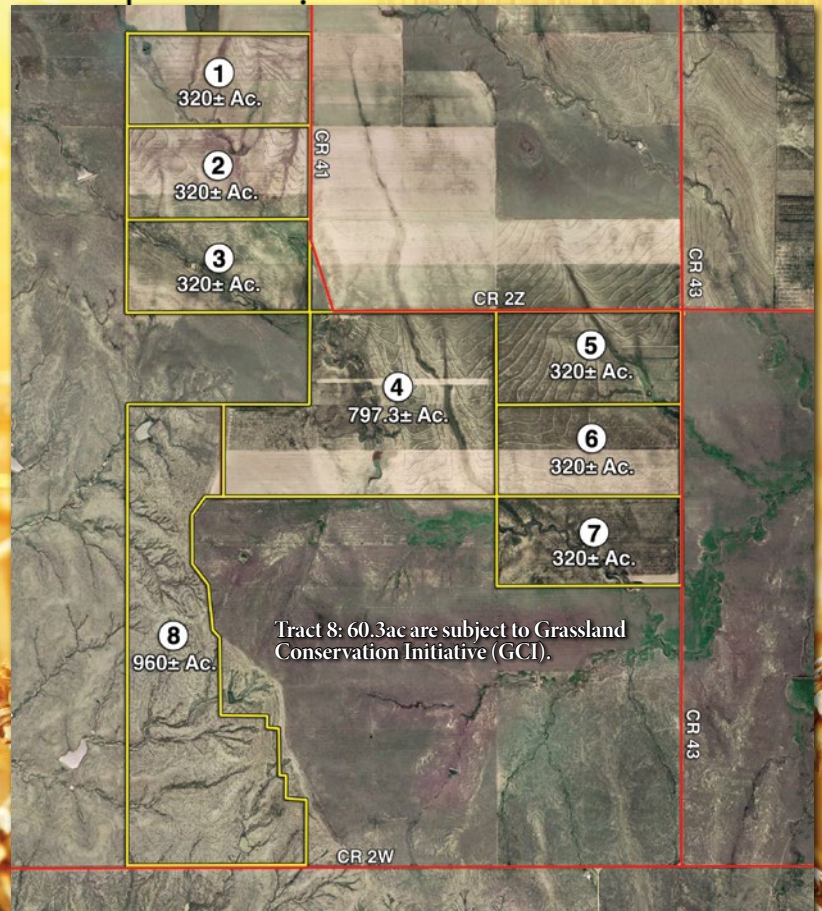 1
320± Ac.
CR 41
2
320± Ac.
3
320± Ac.
CR 43
CR 2Z
5
320± Ac.
4
797.3± Ac.
6
320± Ac.
7
320± Ac.
8
960± Ac.
Tract 8: 60.3ac are subject to Grassland
Conservation Initiative (GCI).
CR 43
CR 2W